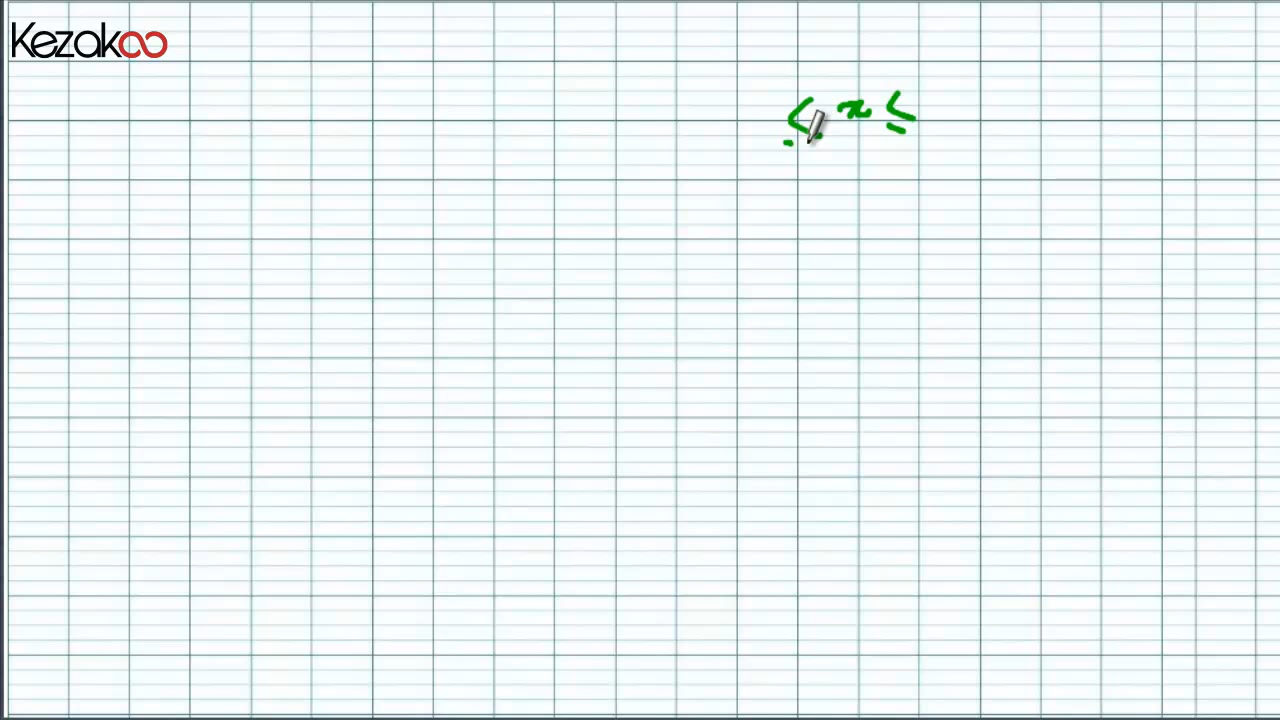 Kezakoo
≤ x ≤